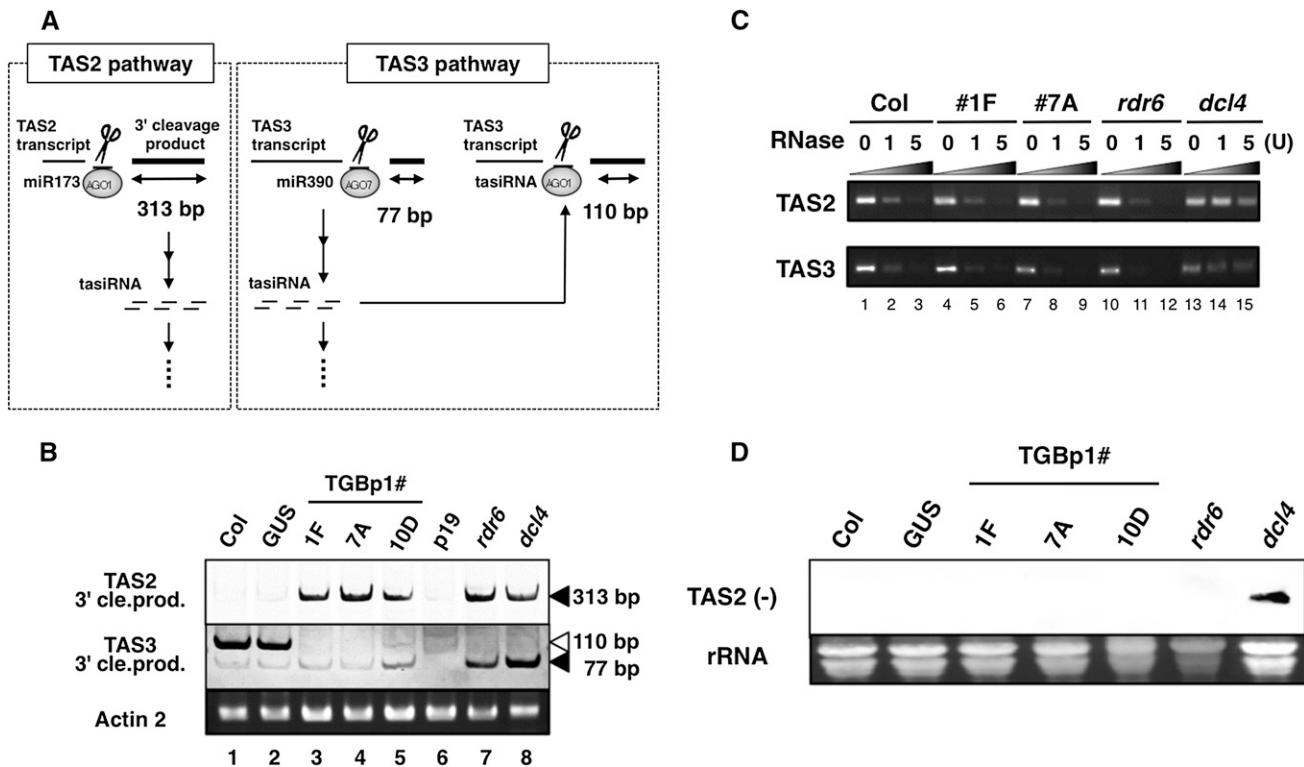 A
TAS2 pathway
TAS3 pathway
TAS2
transcript
3' cleavage
product
miR173
AGO1
313 bp
tasiRNA
TAS3
transcript
miR390
AGO7
77 bp
tasiRNA
TAS3
transcript
tasiRNA
AGO1
110 bp
B
TGBp1#
Col GUS 1F 7A 10D p19 rdr6 dcl4
TAS2
3' cle.prod.
313 bp
TAS3
3' cle.prod.
110 bp
77 bp
Actin 2
1 2 3 4 5 6 7 8
C
Col #1F #7A rdr6 dcl4
RNase 0 1 5 0 1 5 0 1 5 0 1 5 0 1 5 (U)
TAS2
TAS3
1 2 3 4 5 6 7 8 9 10 11 12 13 14 15
D
TGBp1#
Col GUS 1F 7A 10D rdr6 dcl4
TAS2 (-)
rRNA